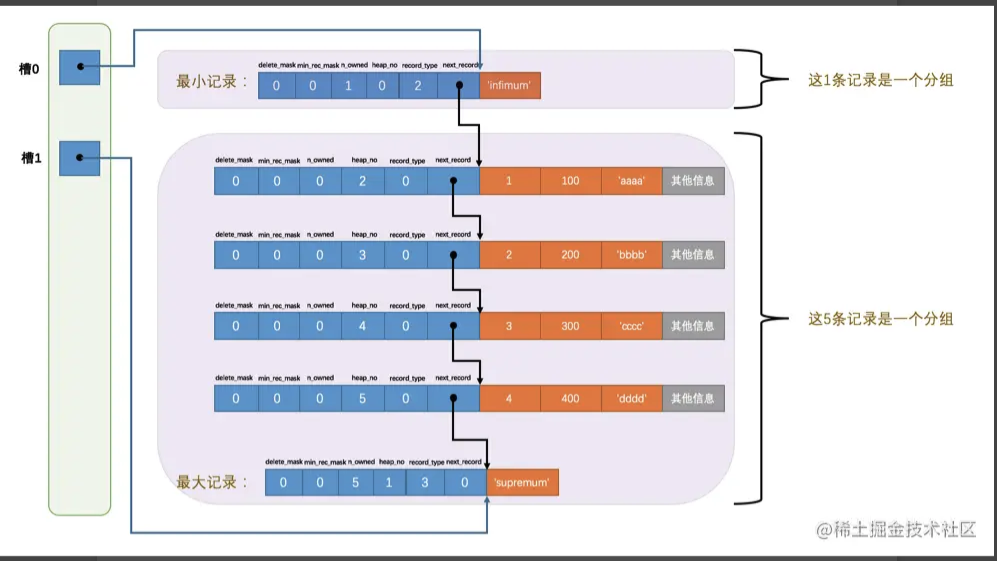 槽0
delete_mask min_rec_mask n_owned heap_no record_type next_record
最小记录： 0 0 1 0 2 'infimum'
这1条记录是一个分组
槽1
delete_mask min_rec_mask n_owned heap_no record_type next_record
0 0 0 2 0 1 100 'aaaa' 其他信息
delete_mask min_rec_mask n_owned heap_no record_type next_record
0 0 0 3 0 2 200 'bbbb' 其他信息
delete_mask min_rec_mask n_owned heap_no record_type next_record
0 0 0 4 0 3 300 'cccc' 其他信息
这5条记录是一个分组
delete_mask min_rec_mask n_owned heap_no record_type next_record
0 0 0 5 0 4 400 'dddd' 其他信息
delete_mask min_rec_mask n_owned heap_no record_type next_record
最大记录： 0 0 5 1 3 0 'supremum'
@稀土掘金技术社区